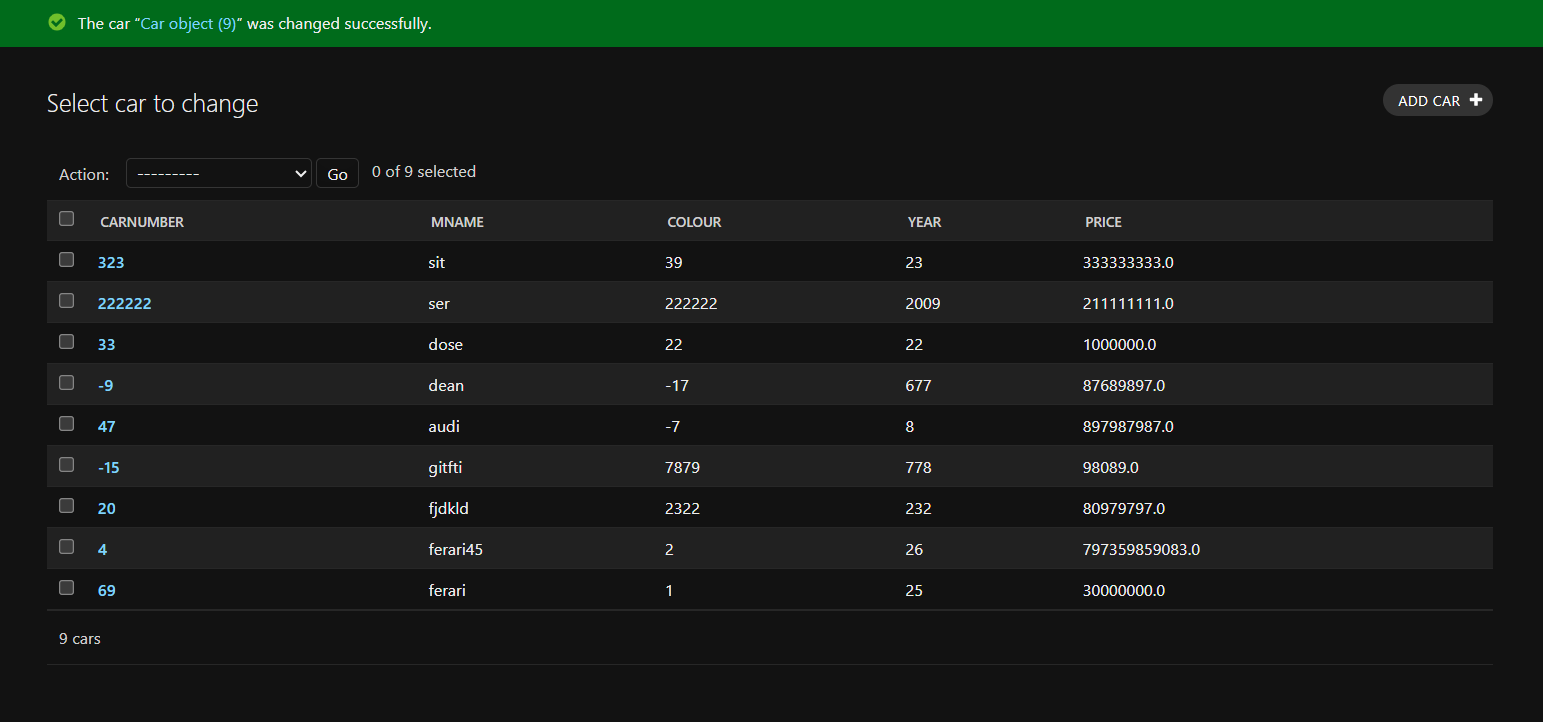 The car “Car object (9)” was changed successfully.
Select car to change
ADD CAR
Action: --------- Go 0 of 9 selected
CARNUMBER MNAME COLOUR YEAR PRICE
323 sit 39 23 333333333.0
222222 ser 222222 2009 211111111.0
33 dose 22 22 1000000.0
-9 dean -17 677 87689897.0
47 audi -7 8 897987987.0
-15 gitfti 7879 778 98089.0
20 fjdkld 2322 232 80979797.0
4 ferari45 2 26 797359859083.0
69 ferari 1 25 30000000.0
9 cars